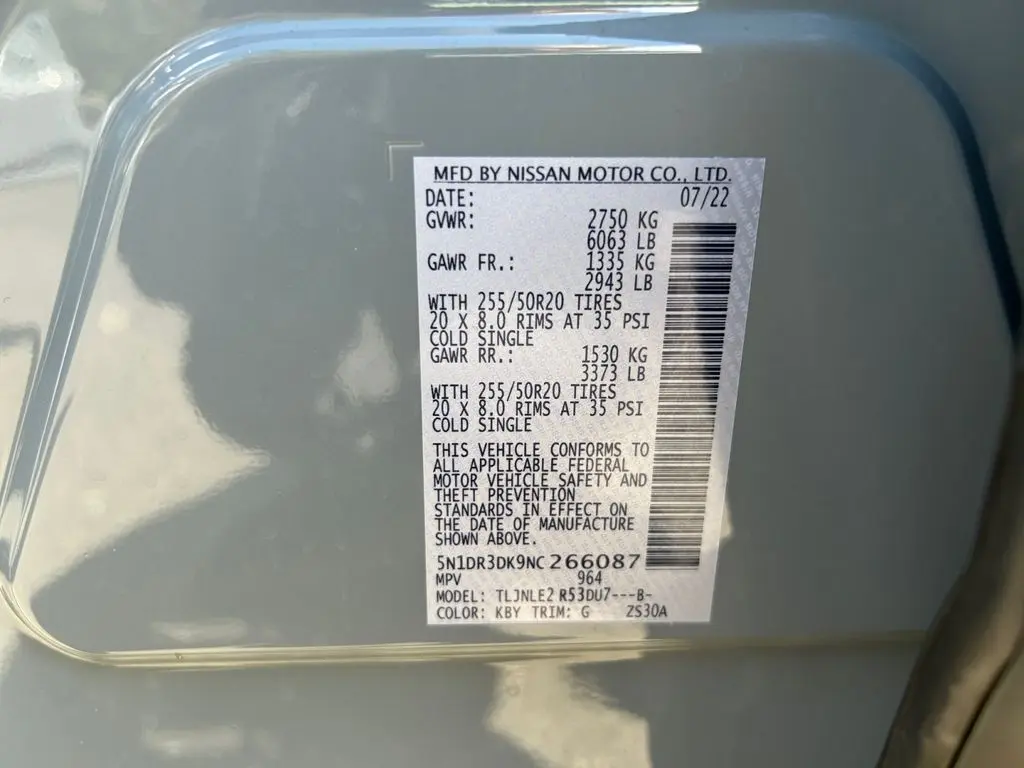 MFD BY NISSAN MOTOR CO., LTD.
DATE: 07/22
GVWR: 2750 KG
6063 LB
GAWR FR.: 1335 KG
2943 LB
WITH 255/50R20 TIRES
20 X 8.0 RIMS AT 35 PSI
COLD SINGLE
GAWR RR.: 1530 KG
3373 LB
WITH 255/50R20 TIRES
20 X 8.0 RIMS AT 35 PSI
COLD SINGLE
THIS VEHICLE CONFORMS TO
ALL APPLICABLE FEDERAL
MOTOR VEHICLE SAFETY AND
THEFT PREVENTION
STANDARDS IN EFFECT ON
THE DATE OF MANUFACTURE
SHOWN ABOVE.
5N1DR3DK9NC266087
MPV 964
MODEL: TLJNLE2 R53DU7---B-
COLOR: KBY TRIM: G ZS30A